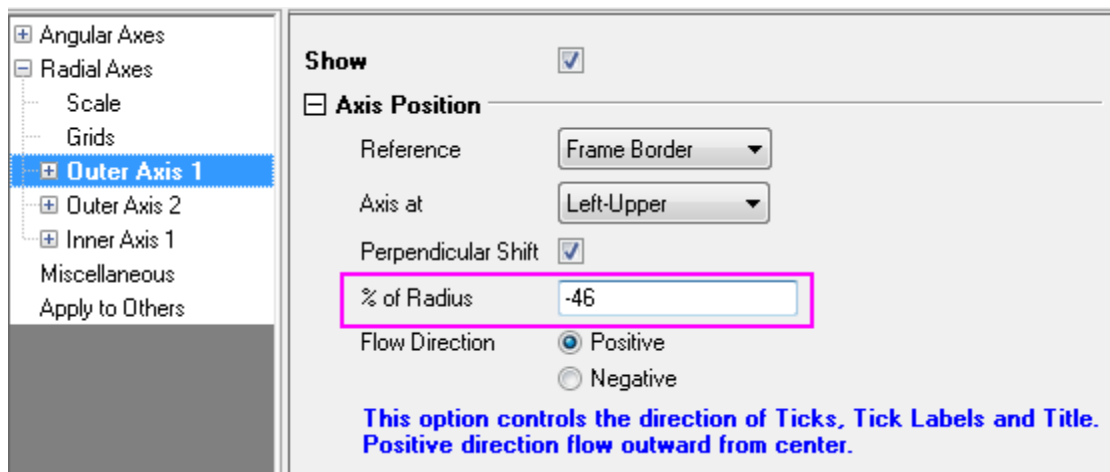 Angular Axes
Radial Axes
Scale
Grids
Outer Axis 1
Outer Axis 2
Inner Axis 1
Miscellaneous
Apply to Others
Show
Axis Position
Reference Frame Border
Axis at Left-Upper
Perpendicular Shift
% of Radius -46
Flow Direction Positive
Negative
This option controls the direction of Ticks, Tick Labels and Title.
Positive direction flow outward from center.